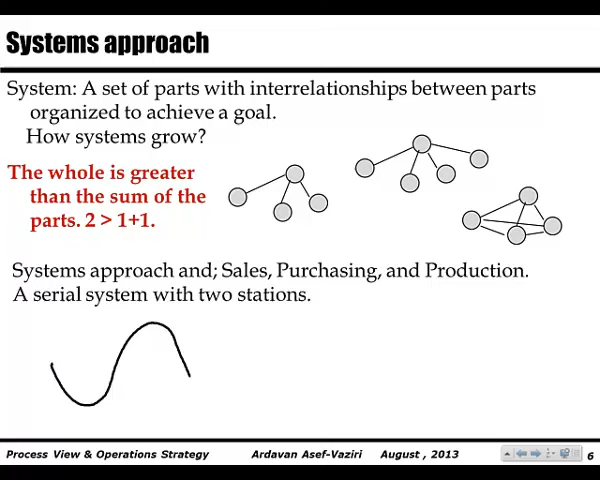 Systems approach
System: A set of parts with interrelationships between parts
organized to achieve a goal.
How systems grow?
The whole is greater
than the sum of the
parts. 2 > 1+1.
Systems approach and; Sales, Purchasing, and Production.
A serial system with two stations.
Process View & Operations Strategy Ardavan Asef-Vaziri August , 2013 6